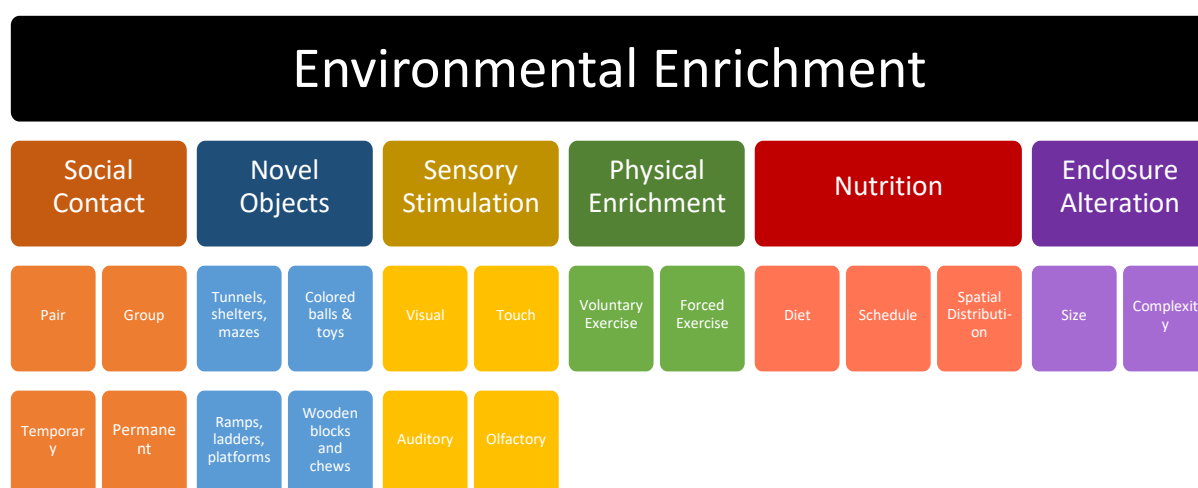 Environmental Enrichment
Social
Contact
Novel
Objects
Sensory
Stimulation
Physical
Enrichment
Nutrition
Enclosure
Alteration
Pair
Group
Tunnels,
shelters,
mazes
Colored
balls &
toys
Visual
Touch
Voluntary
Exercise
Forced
Exercise
Diet
Schedule
Spatial
Distributi-
on
Size
Complexit
y
Temporar
y
Permane
nt
Ramps,
ladders,
platforms
Wooden
blocks
and
chews
Auditory
Olfactory